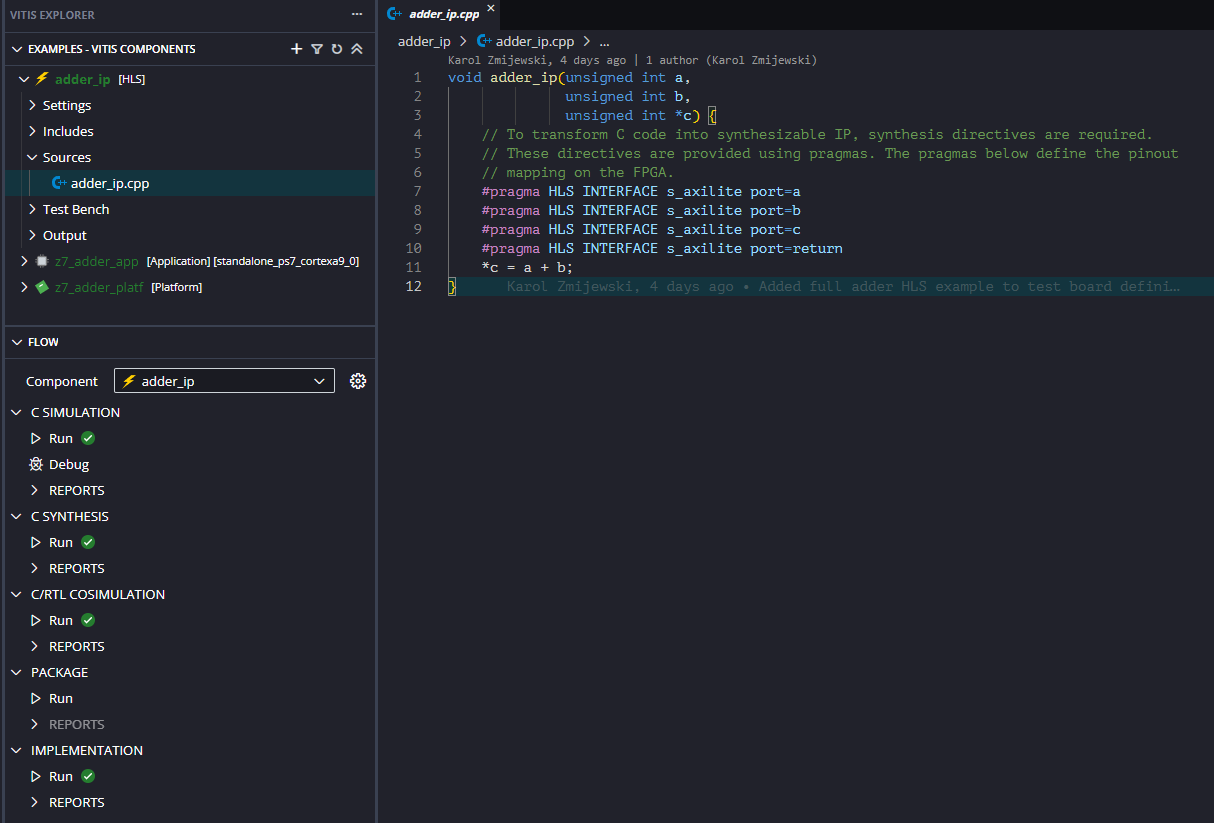 VITIS EXPLORER
EXAMPLES - VITIS COMPONENTS
adder_ip [HLS]
Settings
Includes
Sources
adder_ip.cpp
Test Bench
Output
z7_adder_app [Application] [standalone_ps7_cortexa9_0]
z7_adder_platf [Platform]
FLOW
Component adder_ip
C SIMULATION
Run
Debug
REPORTS
C SYNTHESIS
Run
REPORTS
C/RTL COSIMULATION
Run
REPORTS
PACKAGE
Run
REPORTS
IMPLEMENTATION
Run
REPORTS
adder_ip.cpp
adder_ip > adder_ip.cpp > ...
Karol Zmijewski, 4 days ago | 1 author (Karol Zmijewski)
1 void adder_ip(unsigned int a,
2 unsigned int b,
3 unsigned int *c) {
4 // To transform C code into synthesizable IP, synthesis directives are required.
5 // These directives are provided using pragmas. The pragmas below define the pinout
6 // mapping on the FPGA.
7 #pragma HLS INTERFACE s_axilite port=a
8 #pragma HLS INTERFACE s_axilite port=b
9 #pragma HLS INTERFACE s_axilite port=c
10 #pragma HLS INTERFACE s_axilite port=return
11 *c = a + b;
12 } Karol Zmijewski, 4 days ago • Added full adder HLS example to test board defini…